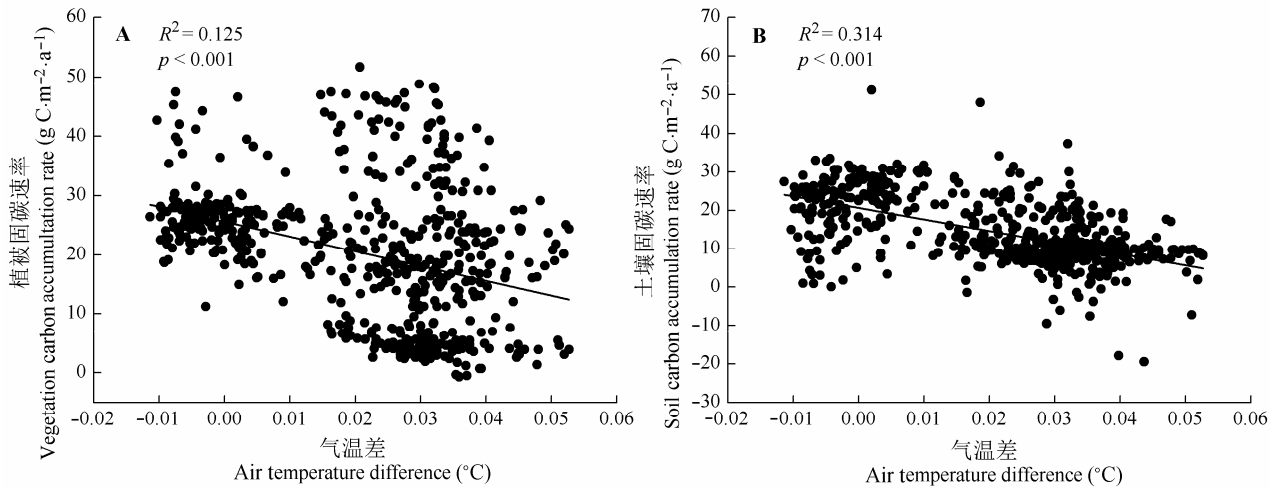 A
R² = 0.125
p < 0.001
60
50
40
30
20
10
0
−0.02
−0.01
0.00
0.01
0.02
0.03
0.04
0.05
0.06
植被固碳速率
Vegetation carbon accumultation rate (g C·m⁻²·a⁻¹)
气温差
Air temperature difference (°C)
B
R² = 0.314
p < 0.001
70
60
50
40
30
20
10
0
−10
−20
−30
−0.02
−0.01
0.00
0.01
0.02
0.03
0.04
0.05
0.06
土壤固碳速率
Soil carbon accumulation rate (g C·m⁻²·a⁻¹)
气温差
Air temperature difference (°C)